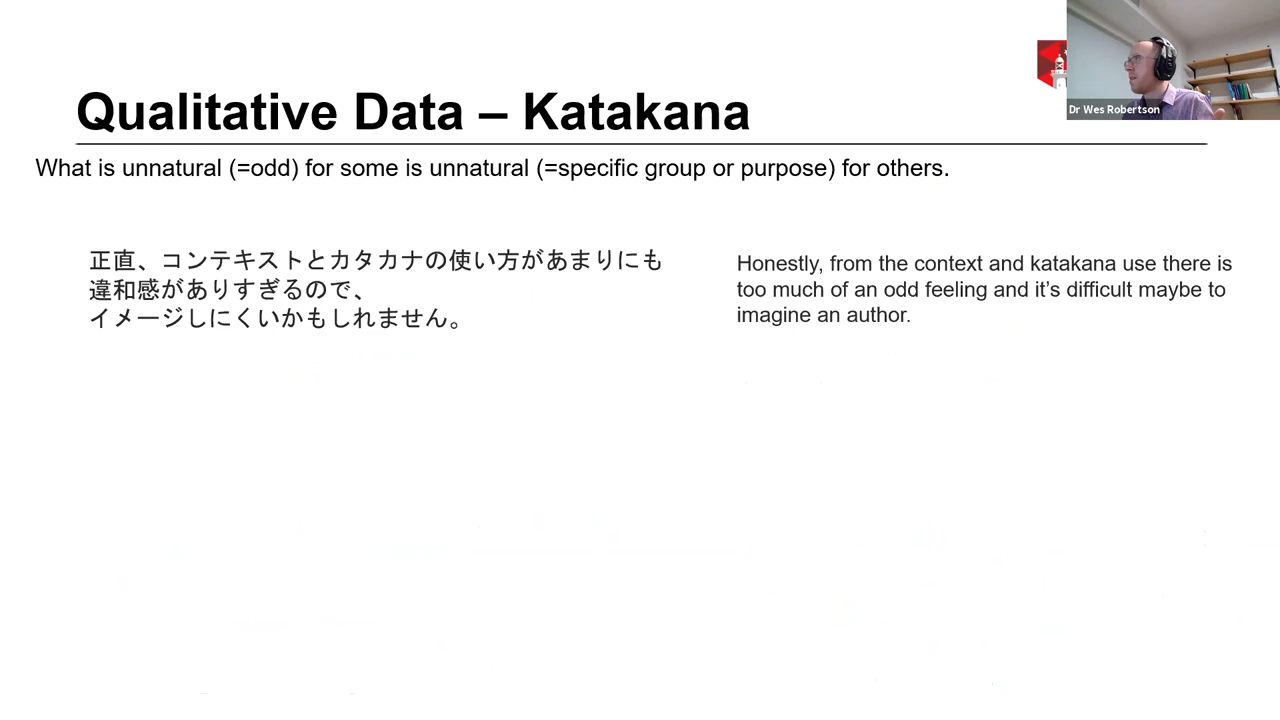 Qualitative Data – Katakana
Dr Wes Robertson
What is unnatural (=odd) for some is unnatural (=specific group or purpose) for others.
正直、コンテキストとカタカナの使い方があまりにも
違和感がありすぎるので、
イメージしにくいかもしれません。
Honestly, from the context and katakana use there is
too much of an odd feeling and it’s difficult maybe to
imagine an author.